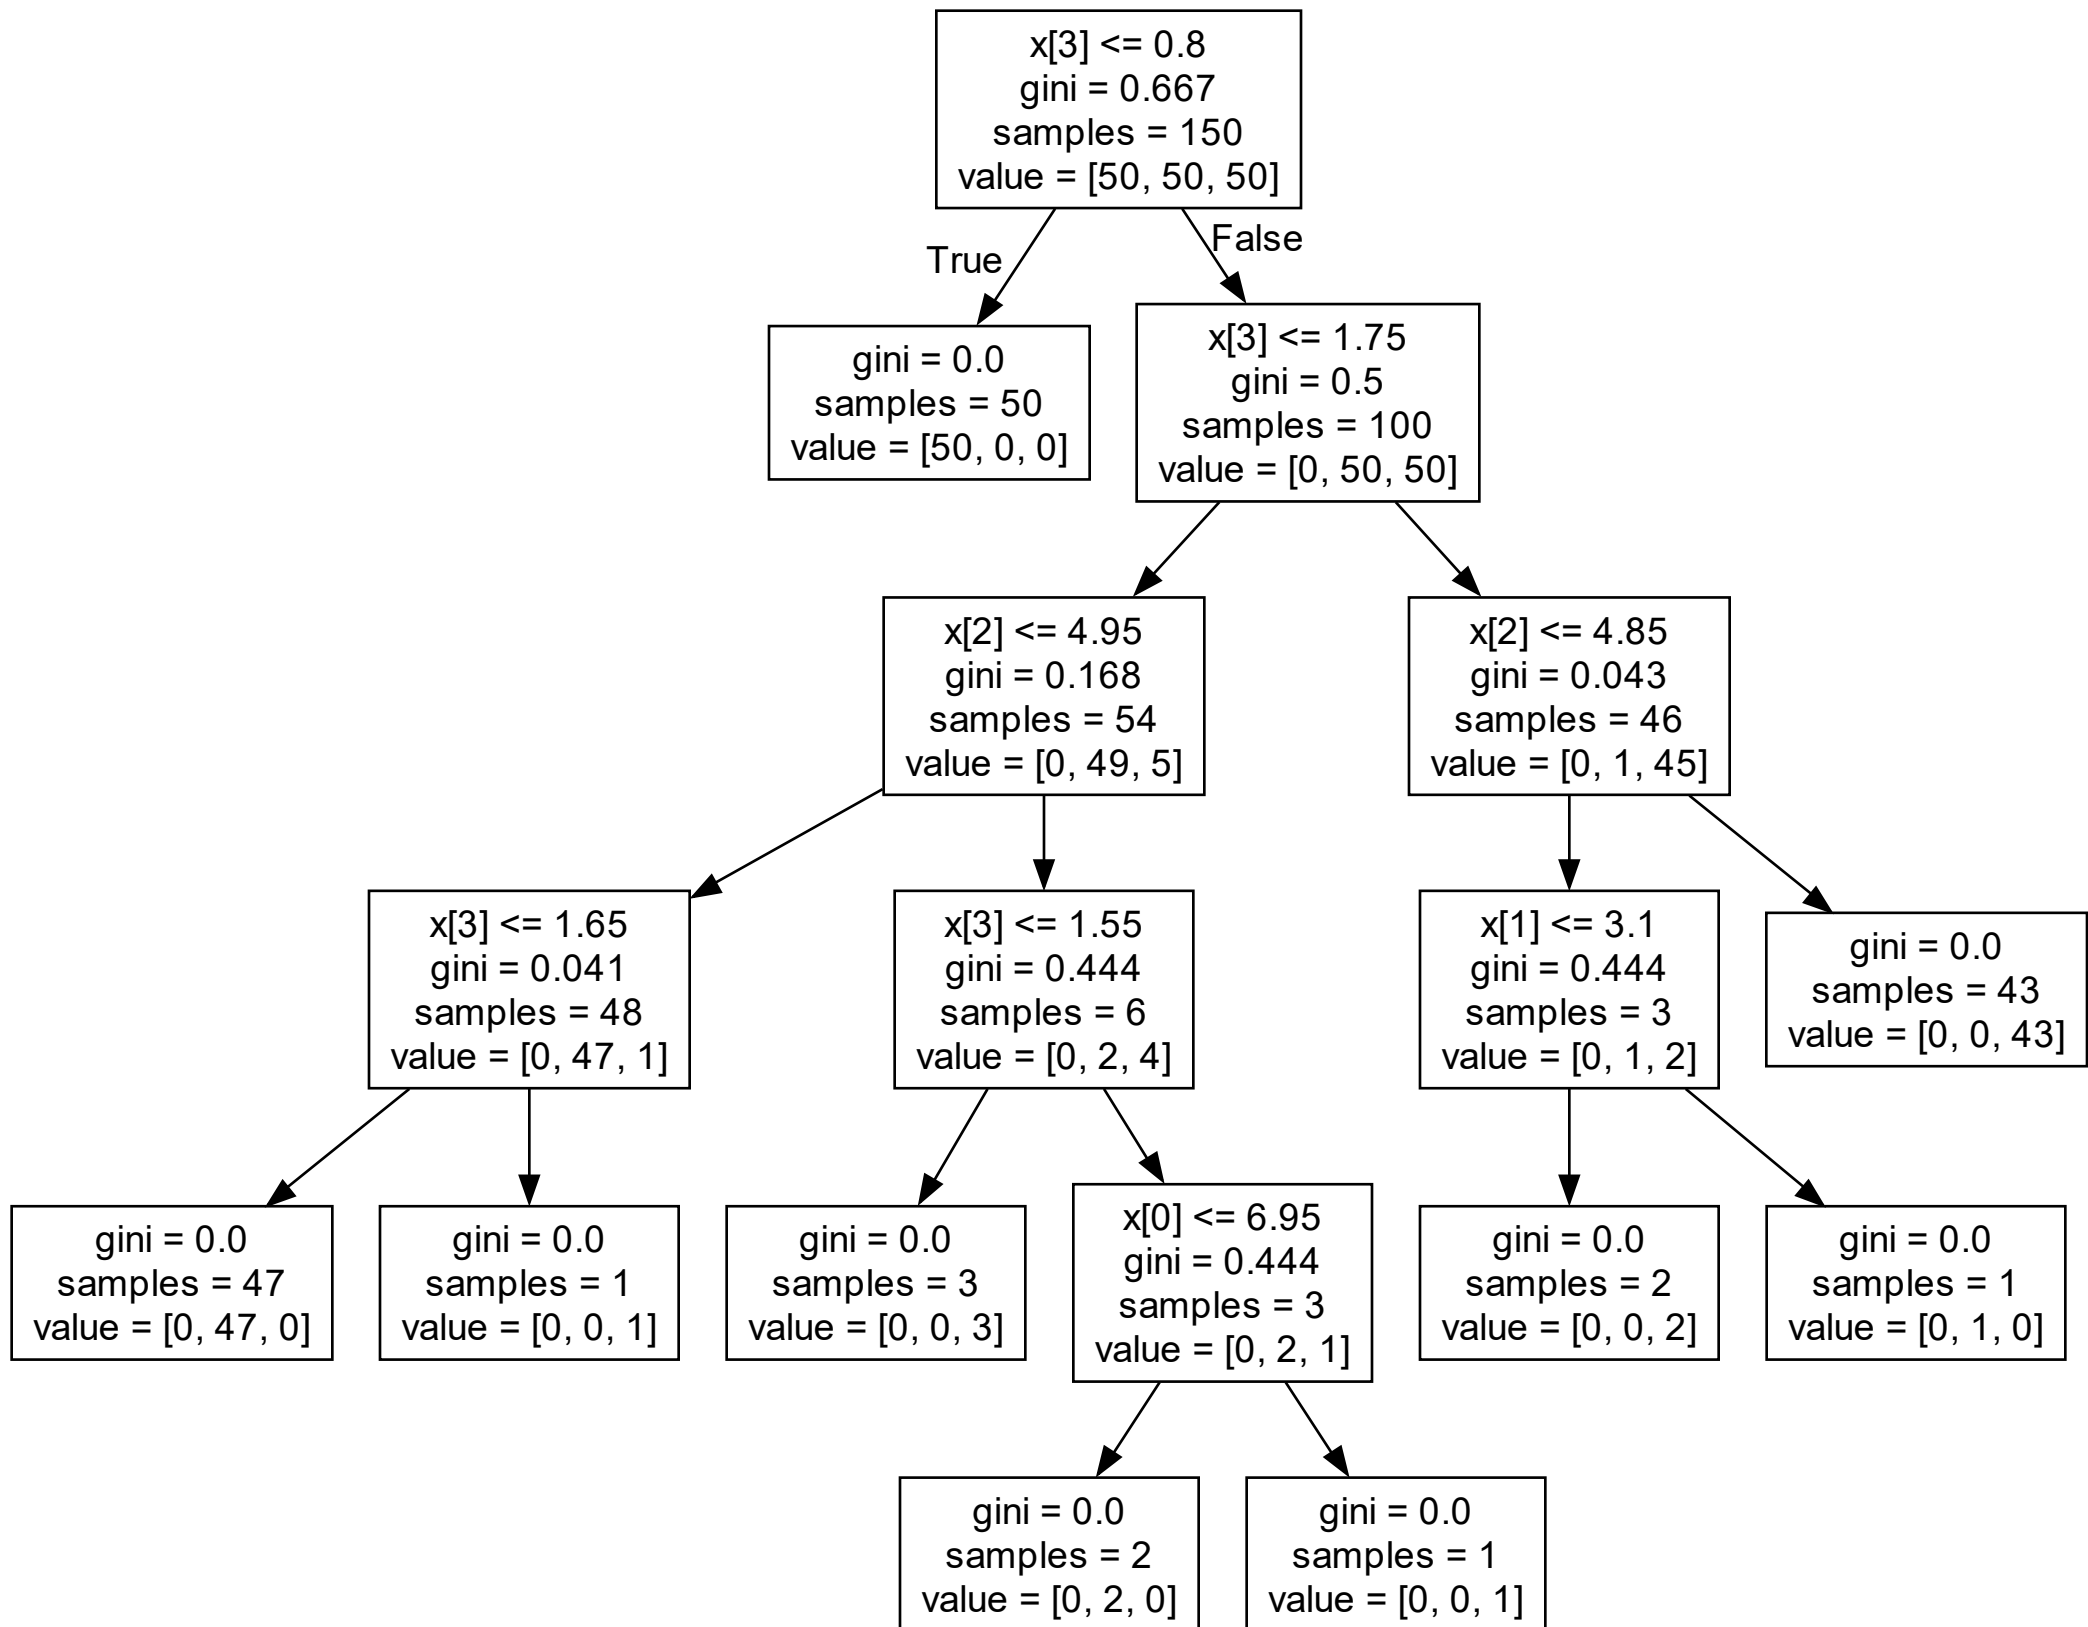 x[3] <= 0.8
gini = 0.667
samples = 150
value = [50, 50, 50]
True
False
gini = 0.0
samples = 50
value = [50, 0, 0]
x[3] <= 1.75
gini = 0.5
samples = 100
value = [0, 50, 50]
x[2] <= 4.95
gini = 0.168
samples = 54
value = [0, 49, 5]
x[2] <= 4.85
gini = 0.043
samples = 46
value = [0, 1, 45]
x[3] <= 1.65
gini = 0.041
samples = 48
value = [0, 47, 1]
x[3] <= 1.55
gini = 0.444
samples = 6
value = [0, 2, 4]
x[1] <= 3.1
gini = 0.444
samples = 3
value = [0, 1, 2]
gini = 0.0
samples = 43
value = [0, 0, 43]
gini = 0.0
samples = 47
value = [0, 47, 0]
gini = 0.0
samples = 1
value = [0, 0, 1]
gini = 0.0
samples = 3
value = [0, 0, 3]
x[0] <= 6.95
gini = 0.444
samples = 3
value = [0, 2, 1]
gini = 0.0
samples = 2
value = [0, 0, 2]
gini = 0.0
samples = 1
value = [0, 1, 0]
gini = 0.0
samples = 2
value = [0, 2, 0]
gini = 0.0
samples = 1
value = [0, 0, 1]